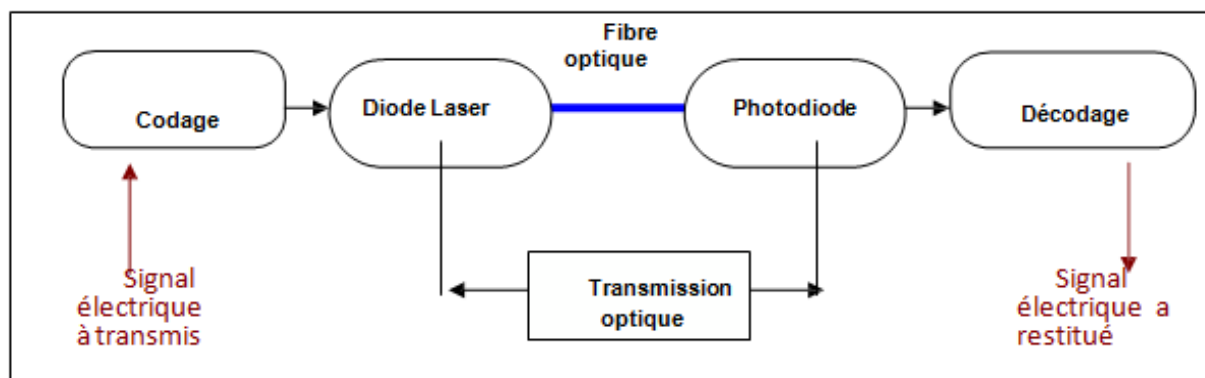 Fibre
optique
Codage
Diode Laser
Photodiode
Décodage
Transmission
optique
Signal
électrique
à transmis
Signal
électrique a
restitué